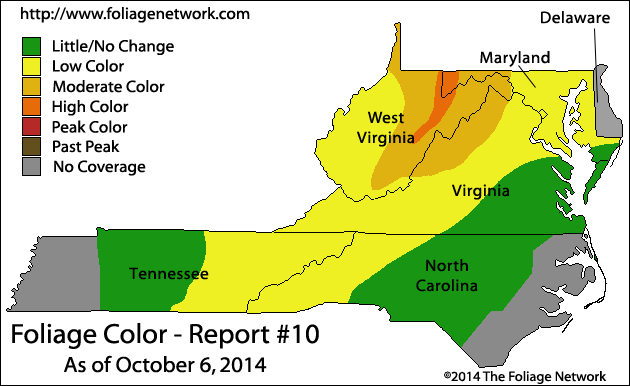 http://www.foliagenetwork.com
Little/No Change
Low Color
Moderate Color
High Color
Peak Color
Past Peak
No Coverage
Delaware
Maryland
West
Virginia
Virginia
Tennessee
North
Carolina
Foliage Color - Report #10
As of October 6, 2014
©2014 The Foliage Network